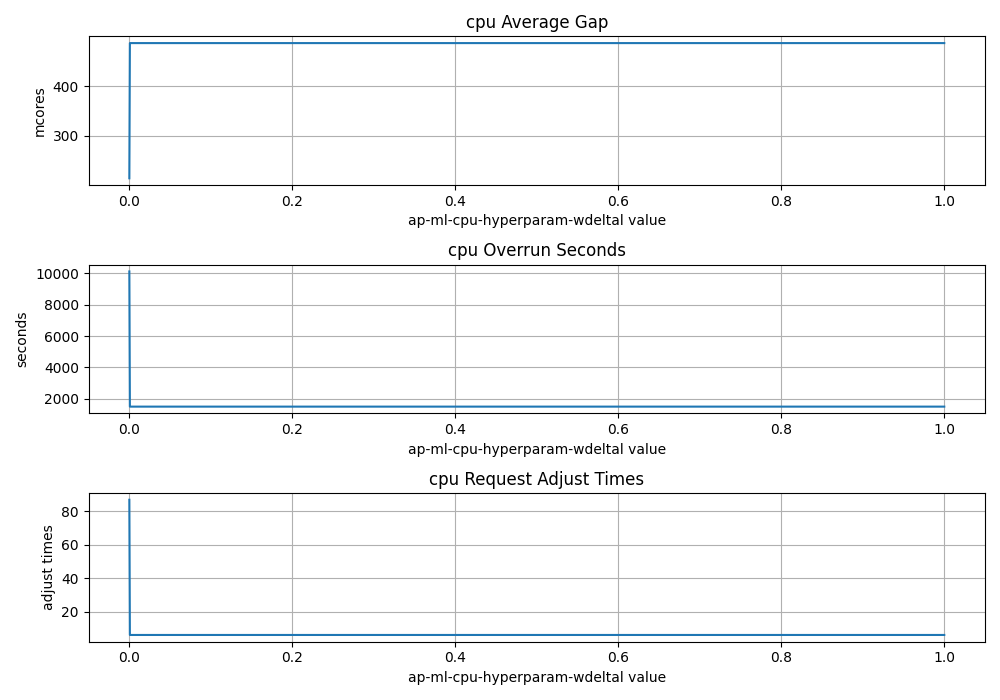 cpu Average Gap
mcores
400
300
0.0 0.2 0.4 0.6 0.8 1.0
ap-ml-cpu-hyperparam-wdeltal value
cpu Overrun Seconds
seconds
10000
8000
6000
4000
2000
0.0 0.2 0.4 0.6 0.8 1.0
ap-ml-cpu-hyperparam-wdeltal value
cpu Request Adjust Times
adjust times
80
60
40
20
0.0 0.2 0.4 0.6 0.8 1.0
ap-ml-cpu-hyperparam-wdeltal value